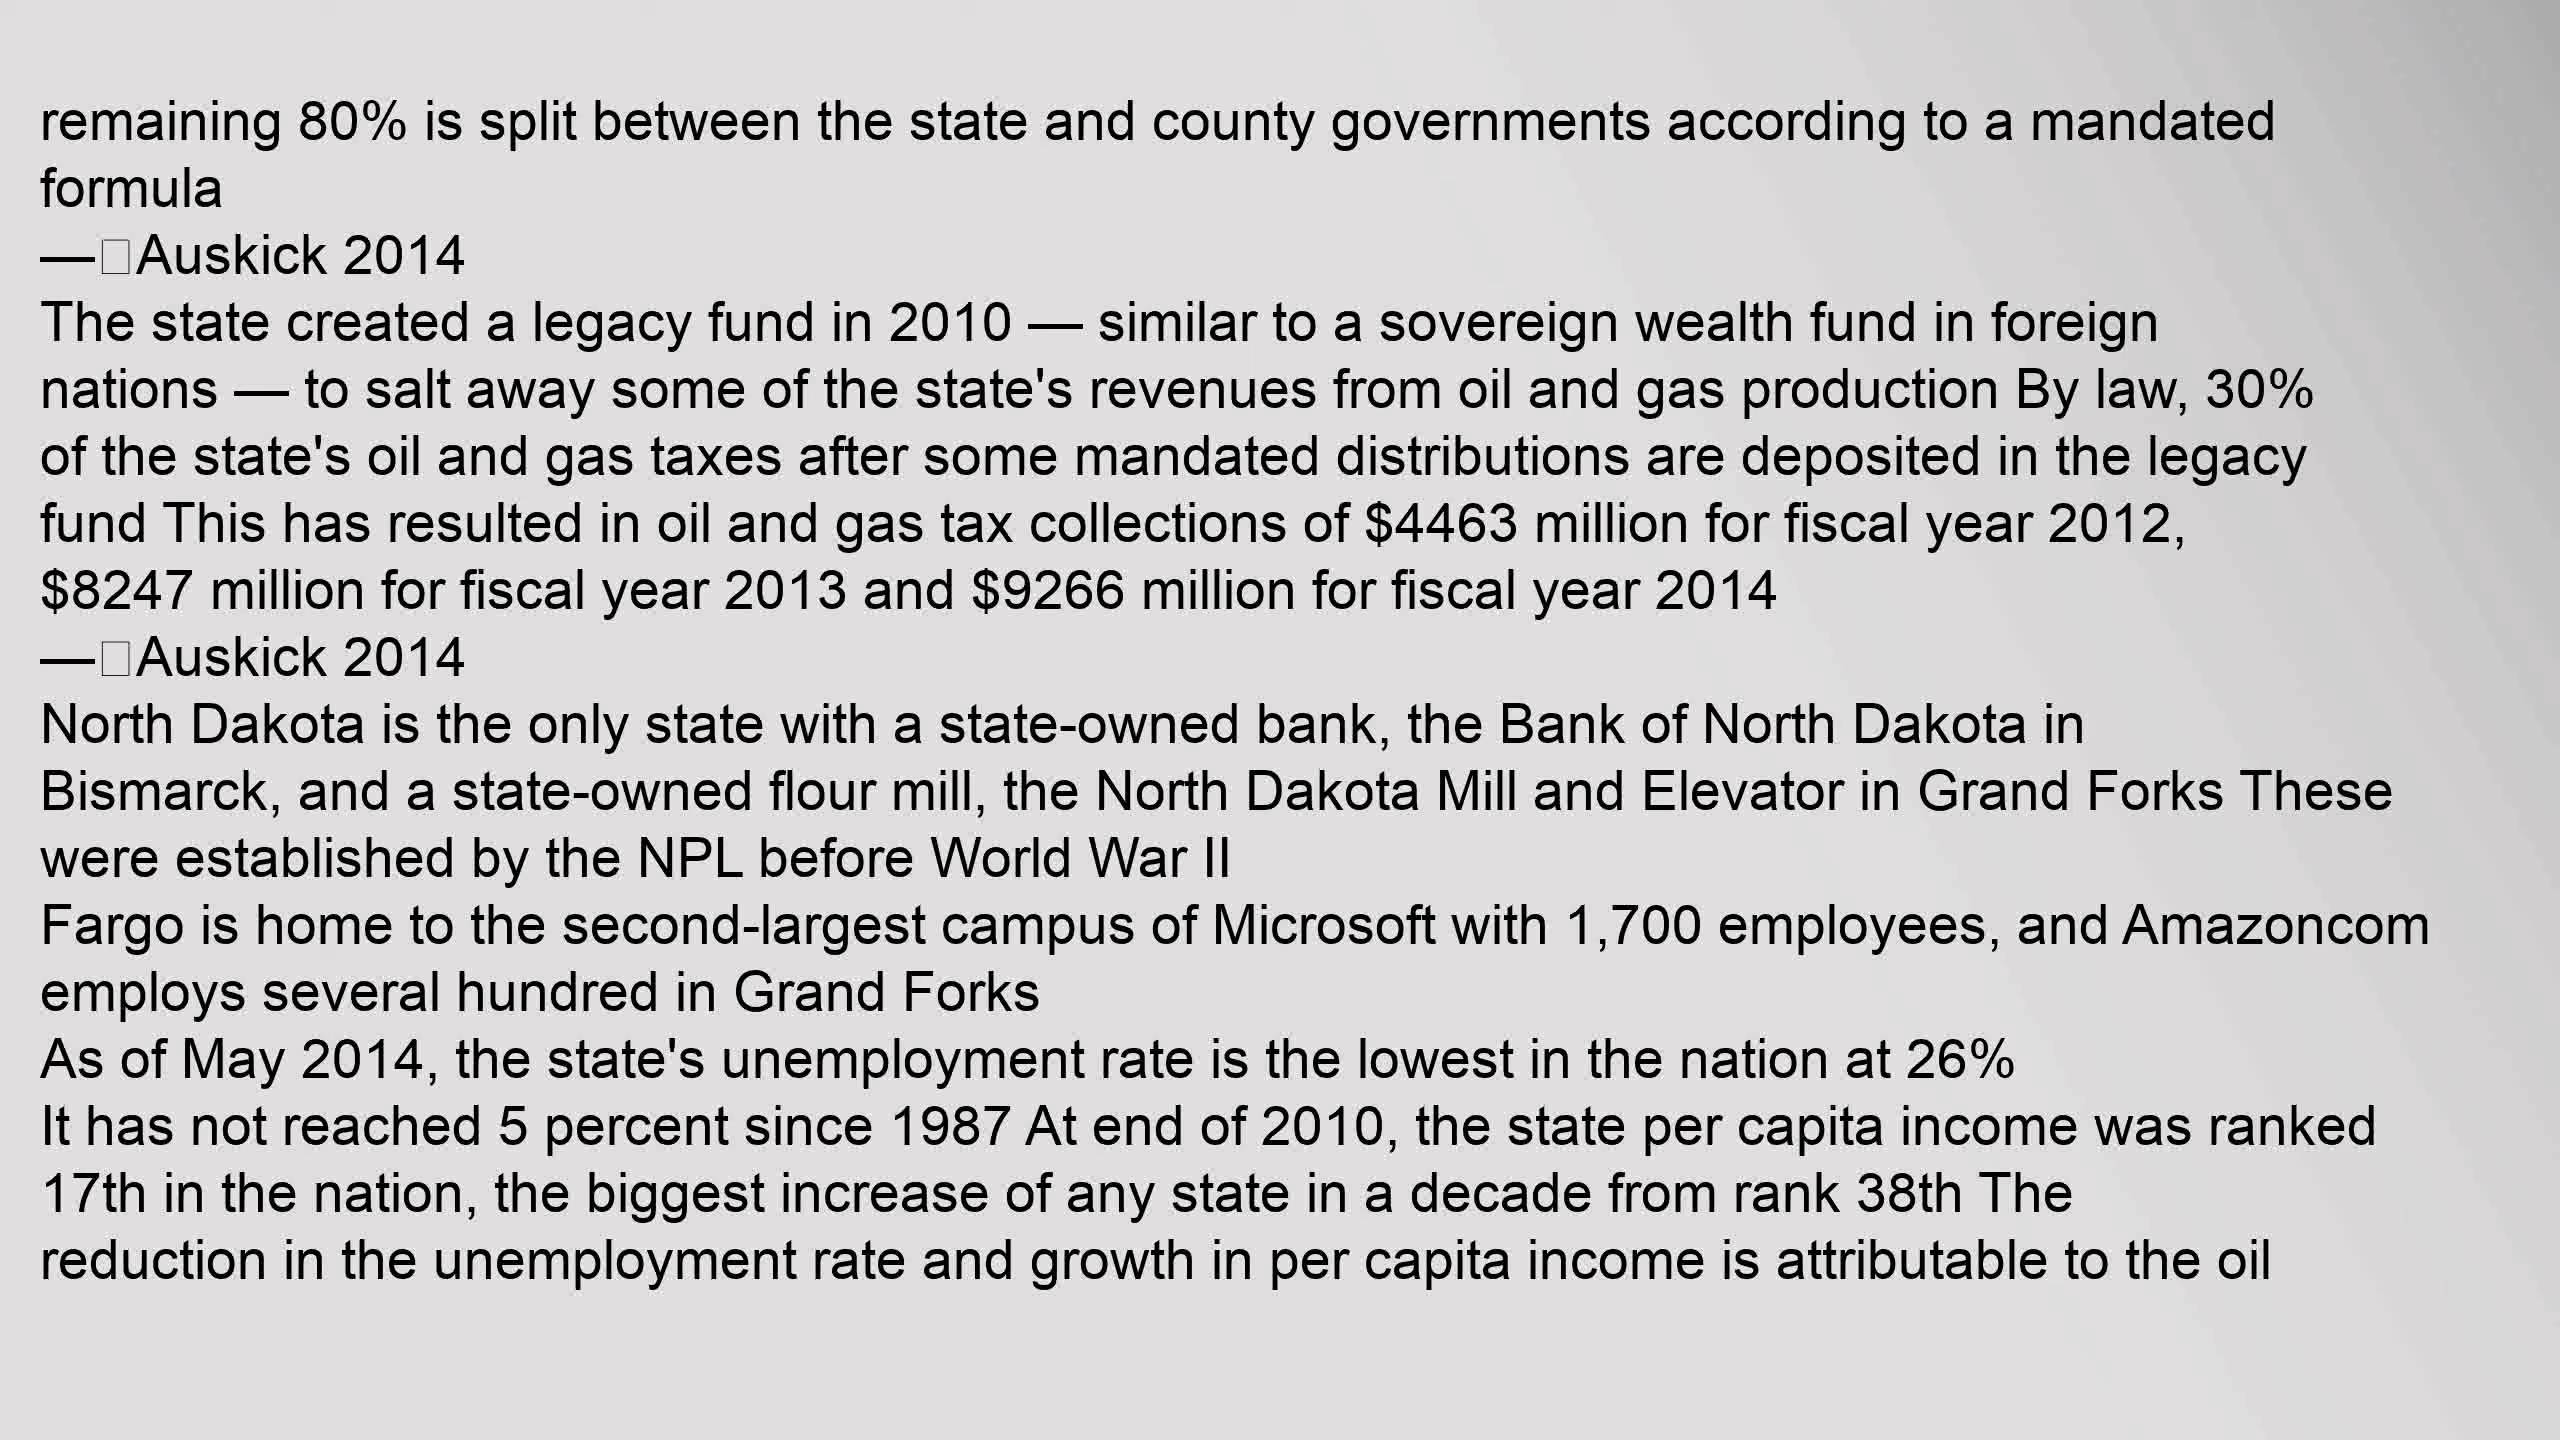 remaining 80% is split between the state and county governments according to a mandated
formula
—□Auskick 2014
The state created a legacy fund in 2010 — similar to a sovereign wealth fund in foreign
nations — to salt away some of the state's revenues from oil and gas production By law, 30%
of the state's oil and gas taxes after some mandated distributions are deposited in the legacy
fund This has resulted in oil and gas tax collections of $4463 million for fiscal year 2012,
$8247 million for fiscal year 2013 and $9266 million for fiscal year 2014
—□Auskick 2014
North Dakota is the only state with a state-owned bank, the Bank of North Dakota in
Bismarck, and a state-owned flour mill, the North Dakota Mill and Elevator in Grand Forks These
were established by the NPL before World War II
Fargo is home to the second-largest campus of Microsoft with 1,700 employees, and Amazoncom
employs several hundred in Grand Forks
As of May 2014, the state's unemployment rate is the lowest in the nation at 26%
It has not reached 5 percent since 1987 At end of 2010, the state per capita income was ranked
17th in the nation, the biggest increase of any state in a decade from rank 38th The
reduction in the unemployment rate and growth in per capita income is attributable to the oil